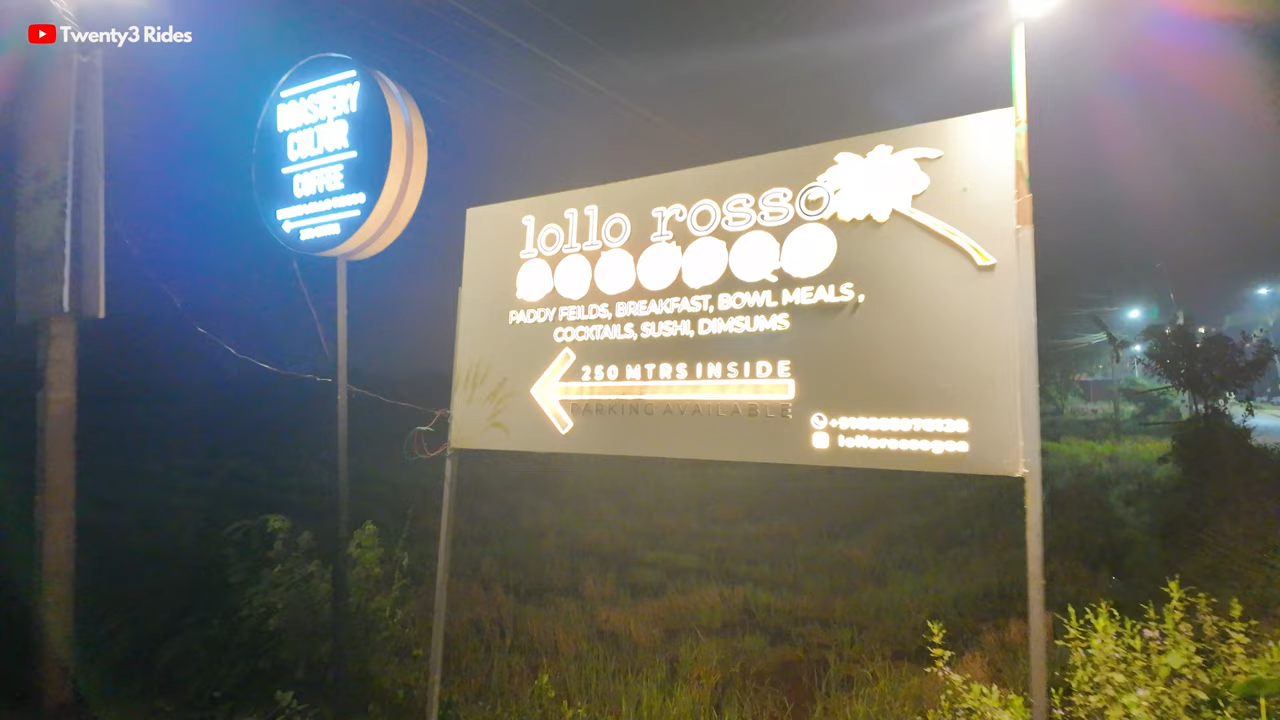 Twenty3 Rides
ROASTERY
CULTUR
COFFEE
lollo rosso
PADDY FEILDS, BREAKFAST, BOWL MEALS,
COCKTAILS, SUSHI, DIMSUMS
250 MTRS INSIDE
PARKING AVAILABLE
lollorossogoa